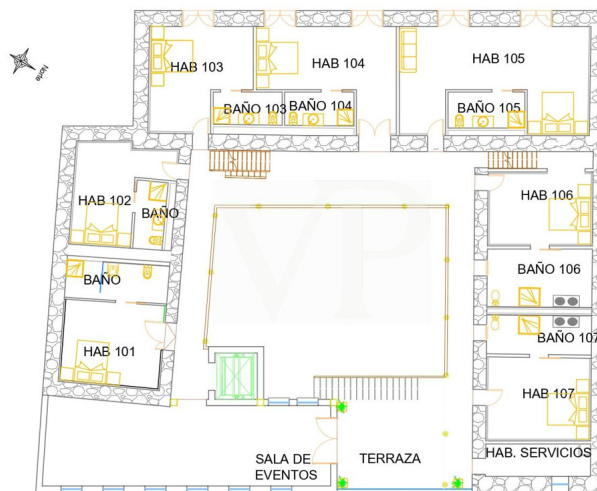 Norte
HAB 103
HAB 104
HAB 105
BAÑO 103
BAÑO 104
BAÑO 105
HAB 102
BAÑO
HAB 106
BAÑO
BAÑO 106
HAB 101
BAÑO 107
HAB 107
SALA DE
EVENTOS
TERRAZA
HAB. SERVICIOS
VP